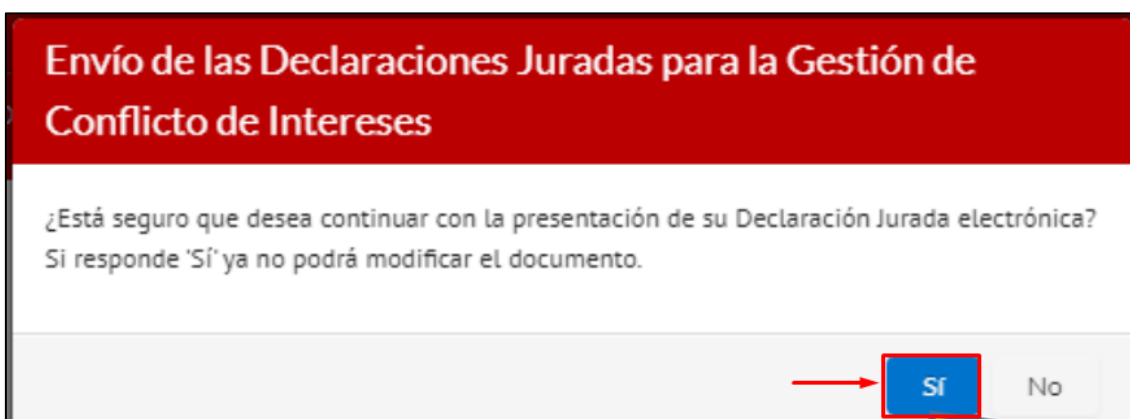 Envío de las Declaraciones Juradas para la Gestión de
Conflicto de Intereses
¿Está seguro que desea continuar con la presentación de su Declaración Jurada electrónica?
Si responde 'Sí' ya no podrá modificar el documento.
Sí No